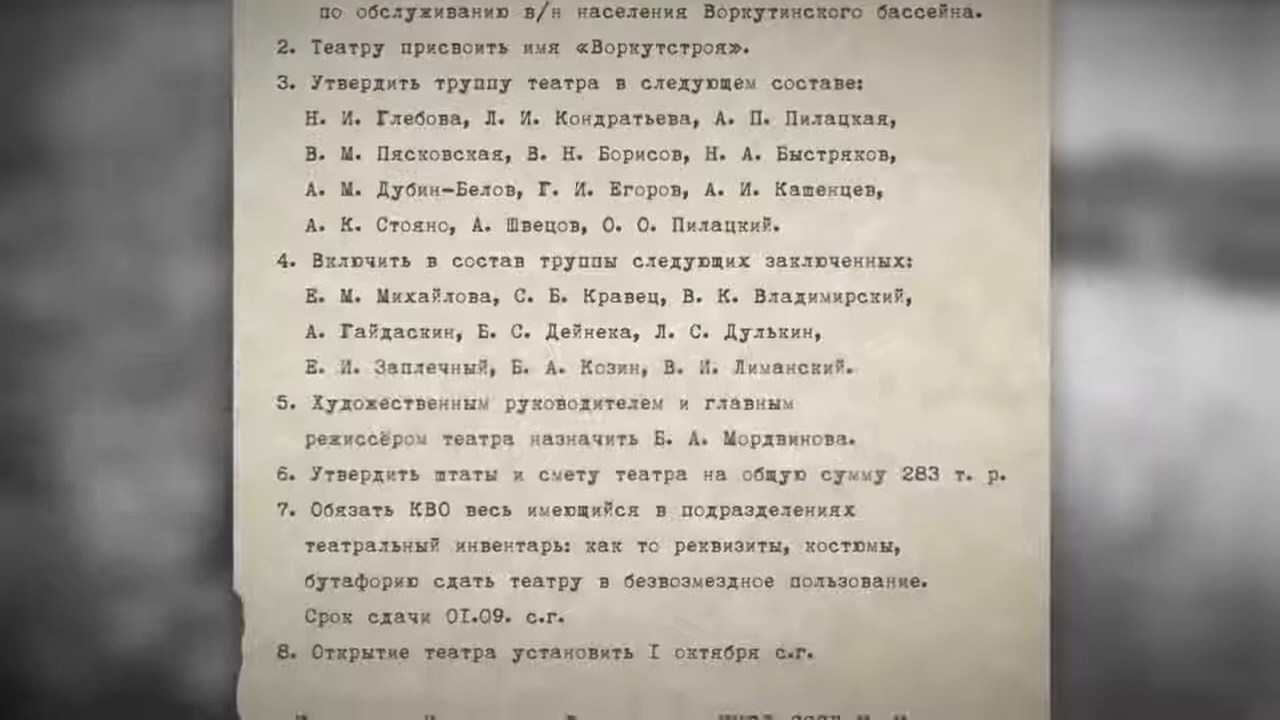 по обслуживанию в/н населения Воркутинского бассейна.
2. Театру присвоить имя «Воркутстроя».
3. Утвердить труппу театра в следующем составе:
Н. И. Глебова, Л. И. Кондратьева, А. П. Пилацкая,
В. М. Пясковская, В. Н. Борисов, Н. А. Быстряков,
А. М. Дубин-Белов, Г. И. Егоров, А. И. Кашенцев,
А. К. Стояно, А. Швецов, О. О. Пилацкий.
4. Включить в состав труппы следующих заключенных:
Е. М. Михайлова, С. Б. Кравец, В. К. Владимирский,
А. Гайдаскин, Б. С. Дейнека, Л. С. Дулькин,
Е. И. Заплечный, Б. А. Козин, В. И. Лиманский.
5. Художественным руководителем и главным
режиссёром театра назначить Б. А. Мордвинова.
6. Утвердить штаты и смету театра на общую сумму 283 т. р.
7. Обязать КВО весь имеющийся в подразделениях
театральный инвентарь: как то реквизиты, костюмы,
бутафорию сдать театру в безвозмездное пользование.
Срок сдачи 01.09. с.г.
8. Открытие театра установить I октября с.г.